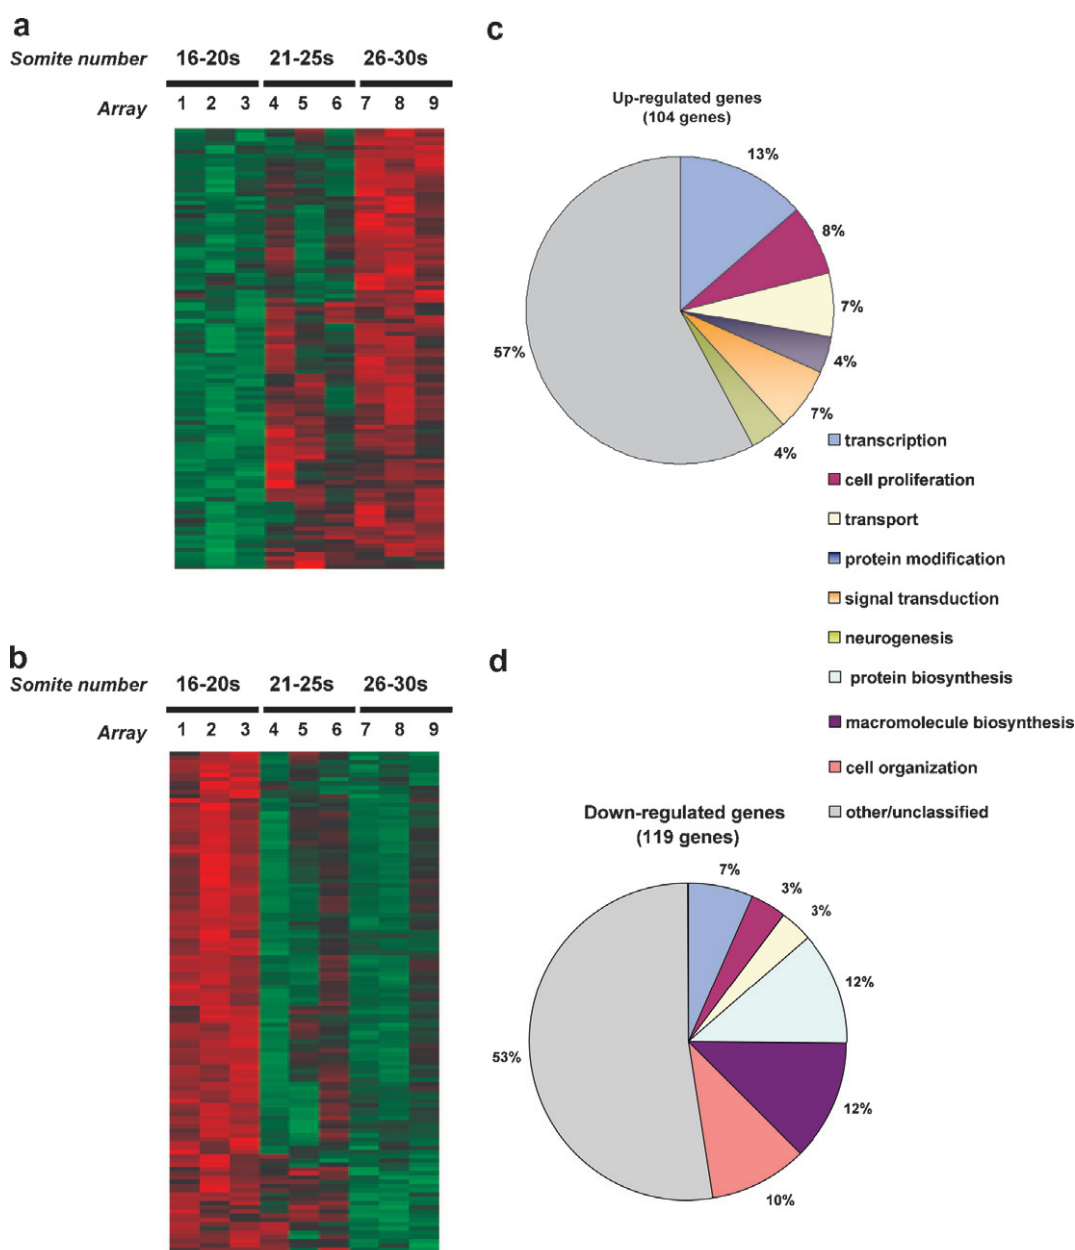 a
Somite number 16-20s 21-25s 26-30s
Array 1 2 3 4 5 6 7 8 9
b
Somite number 16-20s 21-25s 26-30s
Array 1 2 3 4 5 6 7 8 9
c
Up-regulated genes
(104 genes)
13%
8%
7%
4%
7%
4%
57%
transcription
cell proliferation
transport
protein modification
signal transduction
neurogenesis
protein biosynthesis
macromolecule biosynthesis
cell organization
other/unclassified
d
Down-regulated genes
(119 genes)
7%
3%
3%
12%
12%
10%
53%